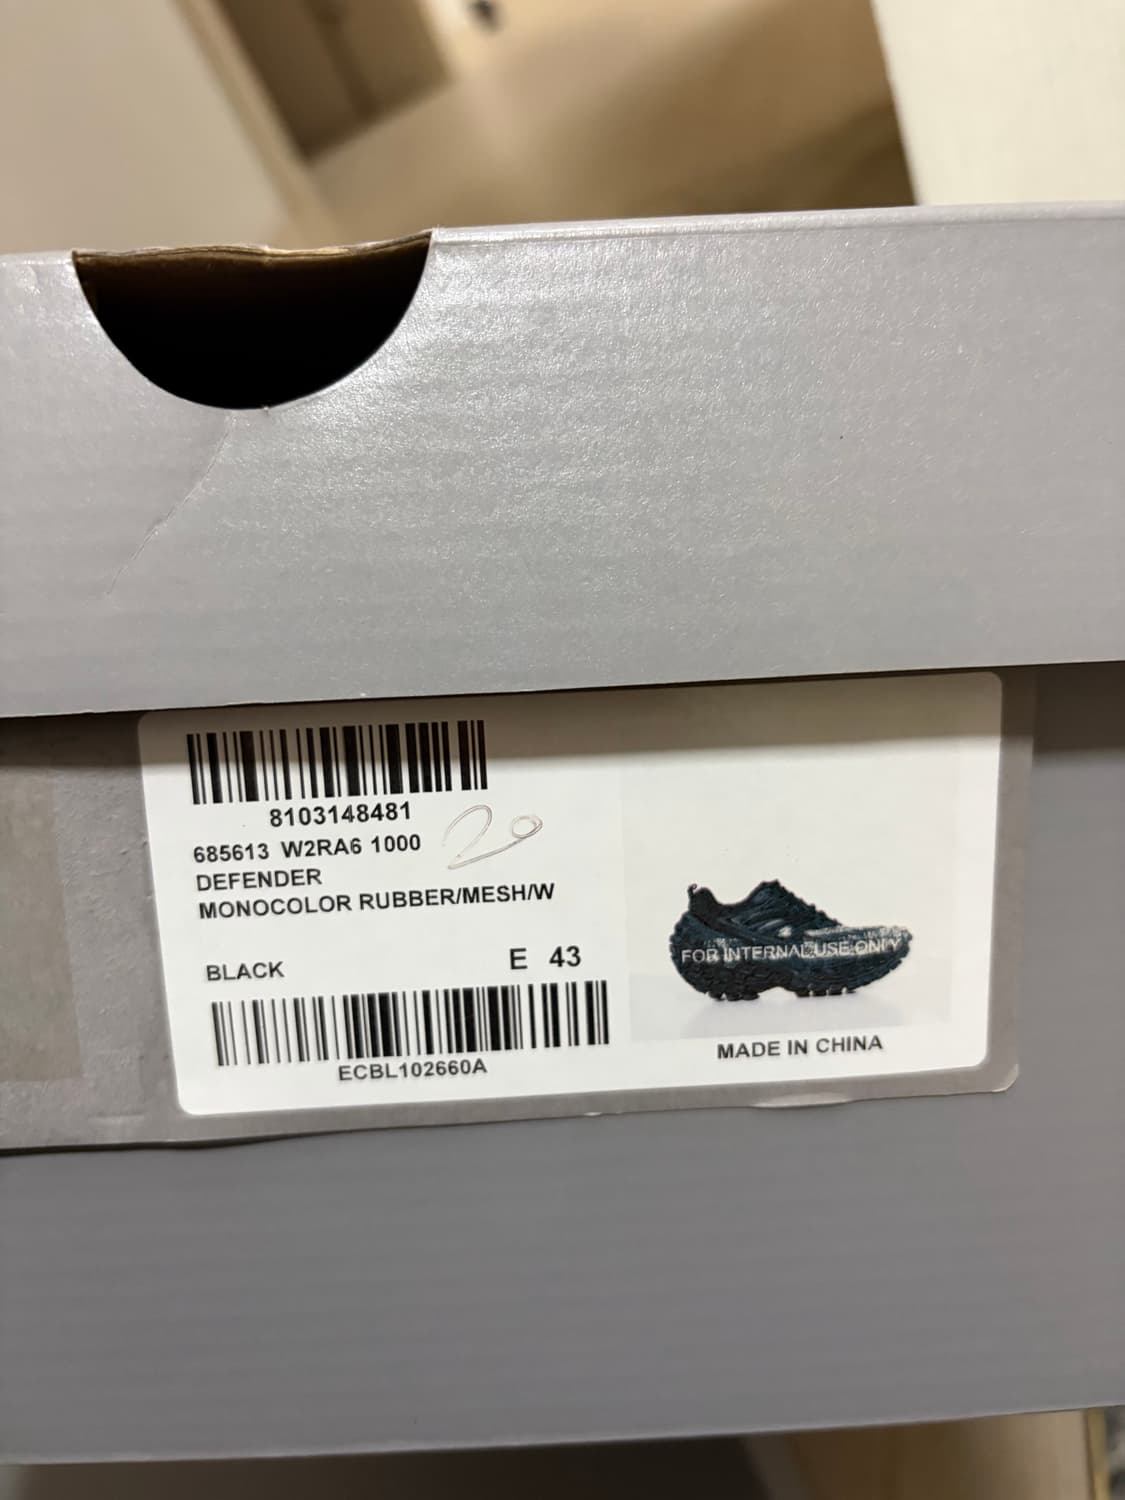 8103148481
685613 W2RA6 1000
20
DEFENDER
MONOCOLOR RUBBER/MESH/W
BLACK
E 43
ECBL102660A
FOR INTERNAL USE ONLY
MADE IN CHINA